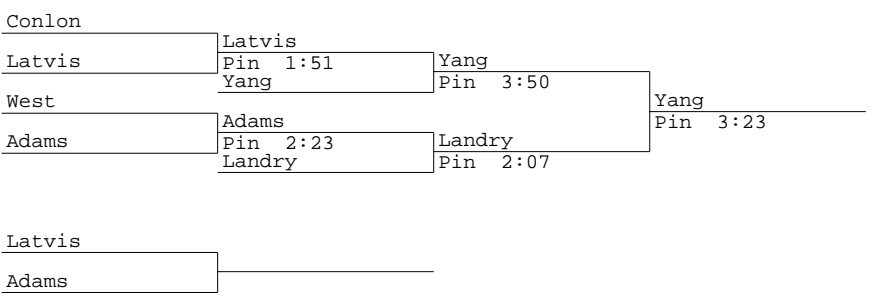 Conlon
Latvis
Latvis
Pin 1:51
Yang
Yang
Pin 3:50
West
Yang
Pin 3:23
Adams
Adams
Pin 2:23
Landry
Landry
Pin 2:07
Latvis
Adams